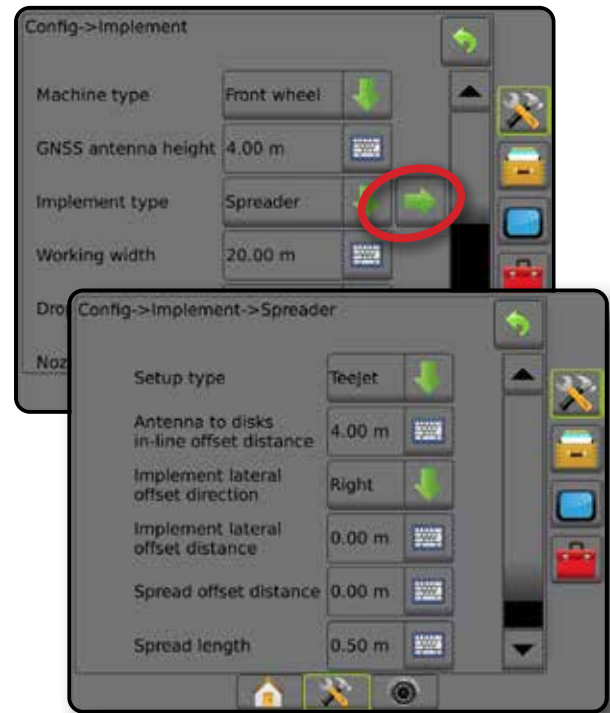 Config->Implement
Machine type Front wheel
GNSS antenna height 4.00 m
Implement type Spreader
Working width 20.00 m
Dro
Noz
Config->Implement->Spreader
Setup type Teejet
Antenna to disks
in-line offset distance 4.00 m
Implement lateral
offset direction Right
Implement lateral
offset distance 0.00 m
Spread offset distance 0.00 m
Spread length 0.50 m